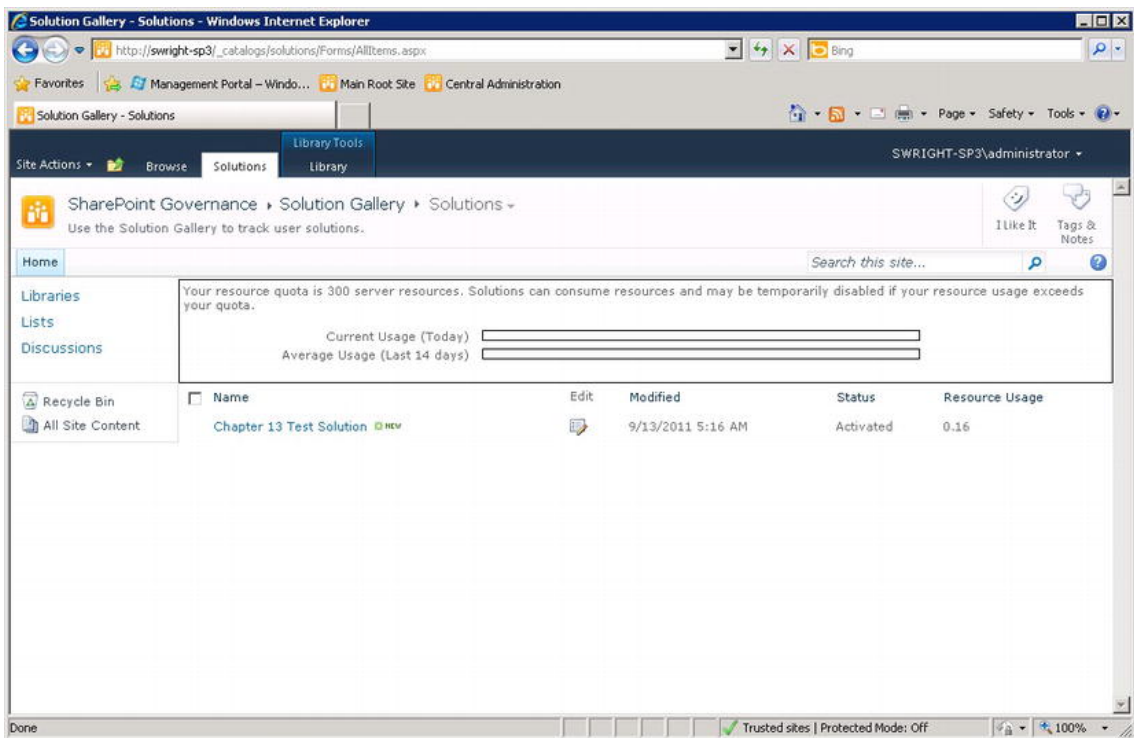 Solution Gallery - Solutions - Windows Internet Explorer
http://swright-sp3/_catalogs/solutions/Forms/AllItems.aspx
Bing
Favorites
Management Portal – Windo...
Main Root Site
Central Administration
Solution Gallery - Solutions
Page
Safety
Tools
Library Tools
Site Actions
Browse
Solutions
Library
SWRIGHT-SP3\administrator
SharePoint Governance
Solution Gallery
Solutions
Use the Solution Gallery to track user solutions.
I Like It
Tags &
Notes
Home
Search this site...
Libraries
Lists
Discussions
Recycle Bin
All Site Content
Your resource quota is 300 server resources. Solutions can consume resources and may be temporarily disabled if your resource usage exceeds
your quota.
Current Usage (Today)
Average Usage (Last 14 days)
Name Edit Modified Status Resource Usage
Chapter 13 Test Solution NEW 9/13/2011 5:16 AM Activated 0.16
Done
Trusted sites | Protected Mode: Off
100%